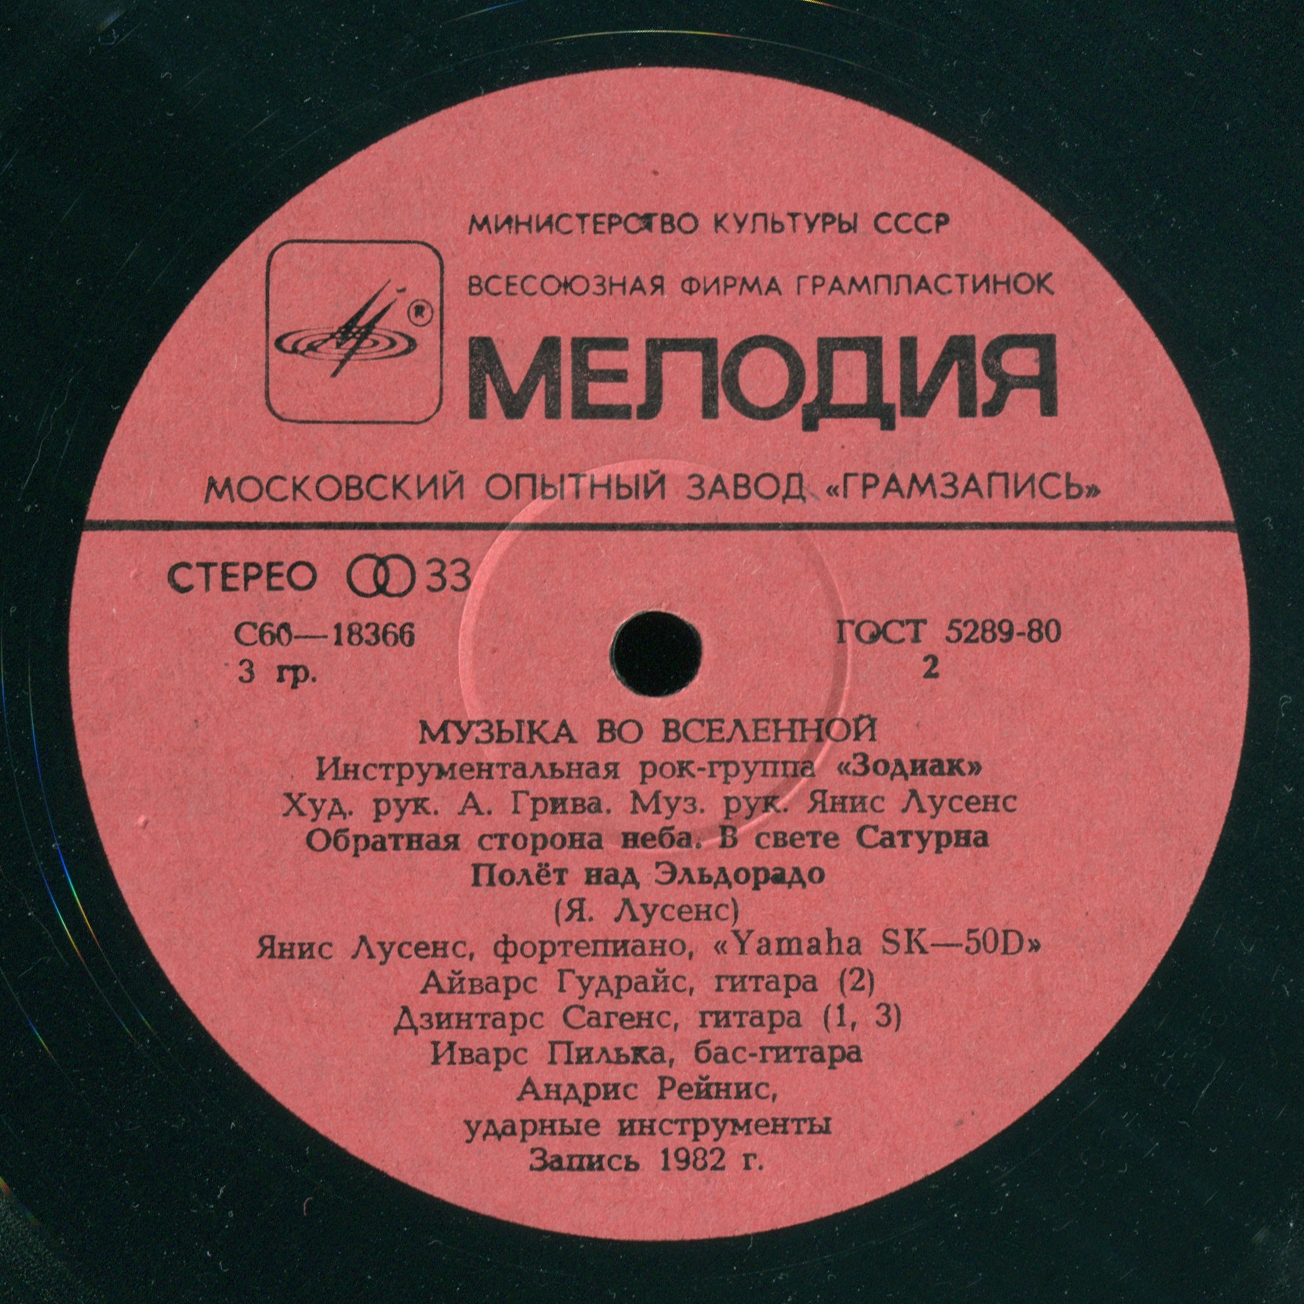 МИНИСТЕРСТВО КУЛЬТУРЫ СССР
ВСЕСОЮЗНАЯ ФИРМА ГРАМПЛАСТИНОК
®
МЕЛОДИЯ
МОСКОВСКИЙ ОПЫТНЫЙ ЗАВОД «ГРАМЗАПИСЬ»
СТЕРЕО 33
С60—18366 ГОСТ 5289-80
3 гр. 2
МУЗЫКА ВО ВСЕЛЕННОЙ
Инструментальная рок-группа «Зодиак»
Худ. рук. А. Грива. Муз. рук. Янис Лусенс
Обратная сторона неба. В свете Сатурна
Полёт над Эльдорадо
(Я. Лусенс)
Янис Лусенс, фортепиано, «Yamaha SK—50D»
Айварс Гудрайс, гитара (2)
Дзинтарс Сагенс, гитара (1, 3)
Иварс Пилька, бас-гитара
Андрис Рейнис,
ударные инструменты
Запись 1982 г.